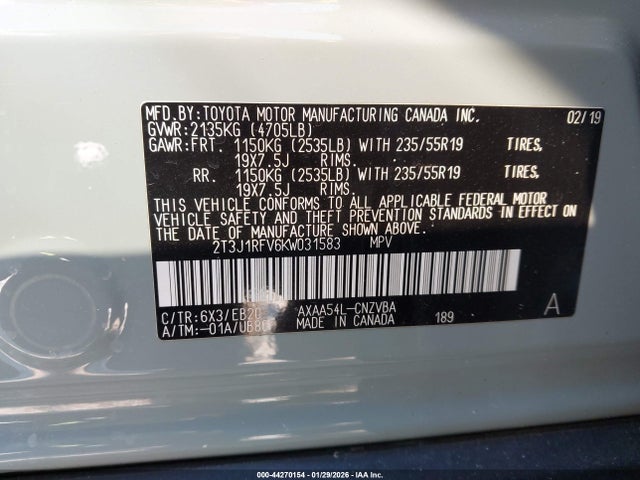 MFD.BY:TOYOTA MOTOR MANUFACTURING CANADA INC. 02/19
GVWR:2135KG (4705LB)
GAWR:FRT. 1150KG (2535LB) WITH 235/55R19 TIRES,
19X7.5J RIMS.
RR. 1150KG (2535LB) WITH 235/55R19 TIRES,
19X7.5J RIMS.
THIS VEHICLE CONFORMS TO ALL APPLICABLE FEDERAL MOTOR
VEHICLE SAFETY AND THEFT PREVENTION STANDARDS IN EFFECT
ON THE DATE OF MANUFACTURE SHOWN ABOVE.
2T3J1RFV6KW031583 MPV
C/TR:6X3/EB20 AXAA54L-CNZVBA A
A/TM:-01A/UB80 MADE IN CANADA 189
000-44270154 - 01/29/2026 - IAA Inc.